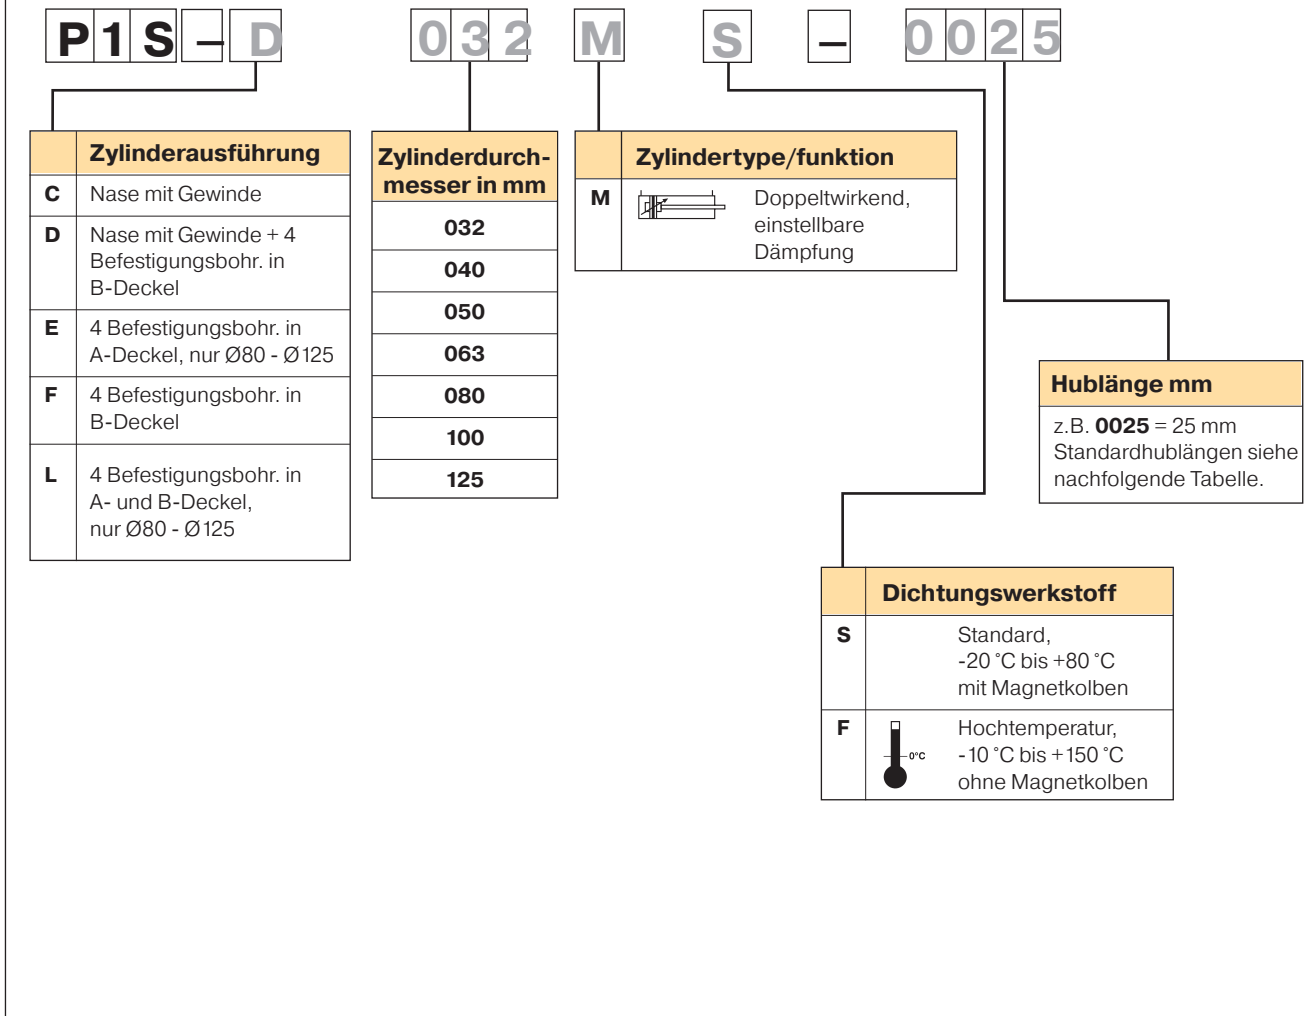 P1S–D 032 M S – 0025
Zylinderausführung
C Nase mit Gewinde
D Nase mit Gewinde + 4
Befestigungsbohr. in
B-Deckel
E 4 Befestigungsbohr. in
A-Deckel, nur Ø80 - Ø125
F 4 Befestigungsbohr. in
B-Deckel
L 4 Befestigungsbohr. in
A- und B-Deckel,
nur Ø80 - Ø125
Zylinderdurch-
messer in mm
032
040
050
063
080
100
125
Zylindertype/funktion
M Doppeltwirkend,
einstellbare
Dämpfung
Hublänge mm
z.B. 0025 = 25 mm
Standardhublängen siehe
nachfolgende Tabelle.
Dichtungswerkstoff
S Standard,
-20 °C bis +80 °C
mit Magnetkolben
F Hochtemperatur,
0°C -10 °C bis +150 °C
ohne Magnetkolben